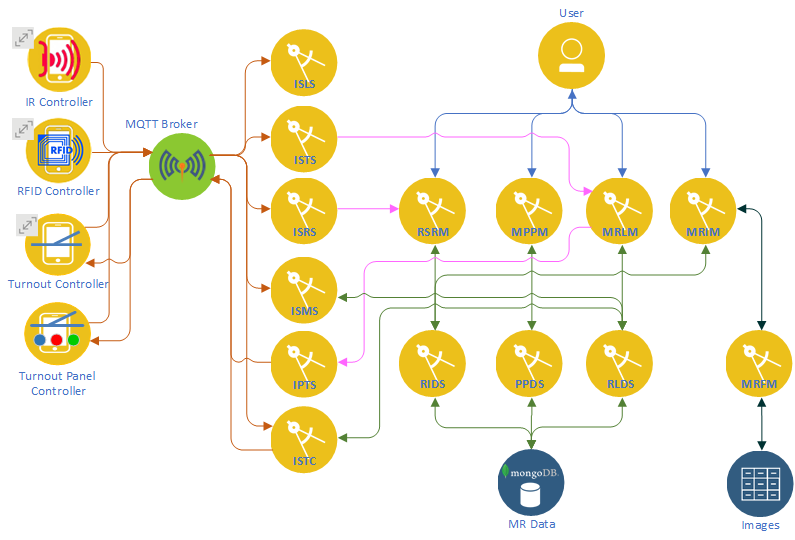 User
IR Controller
MQTT Broker
ISLS
RFID
RFID Controller
ISTS
Turnout Controller
ISRS
RSRM
MPPM
MRLM
MRIM
ISMS
Turnout Panel
Controller
IPTS
RIDS
PPDS
RLDS
MRFM
ISTC
mongoDB.
MR Data
Images